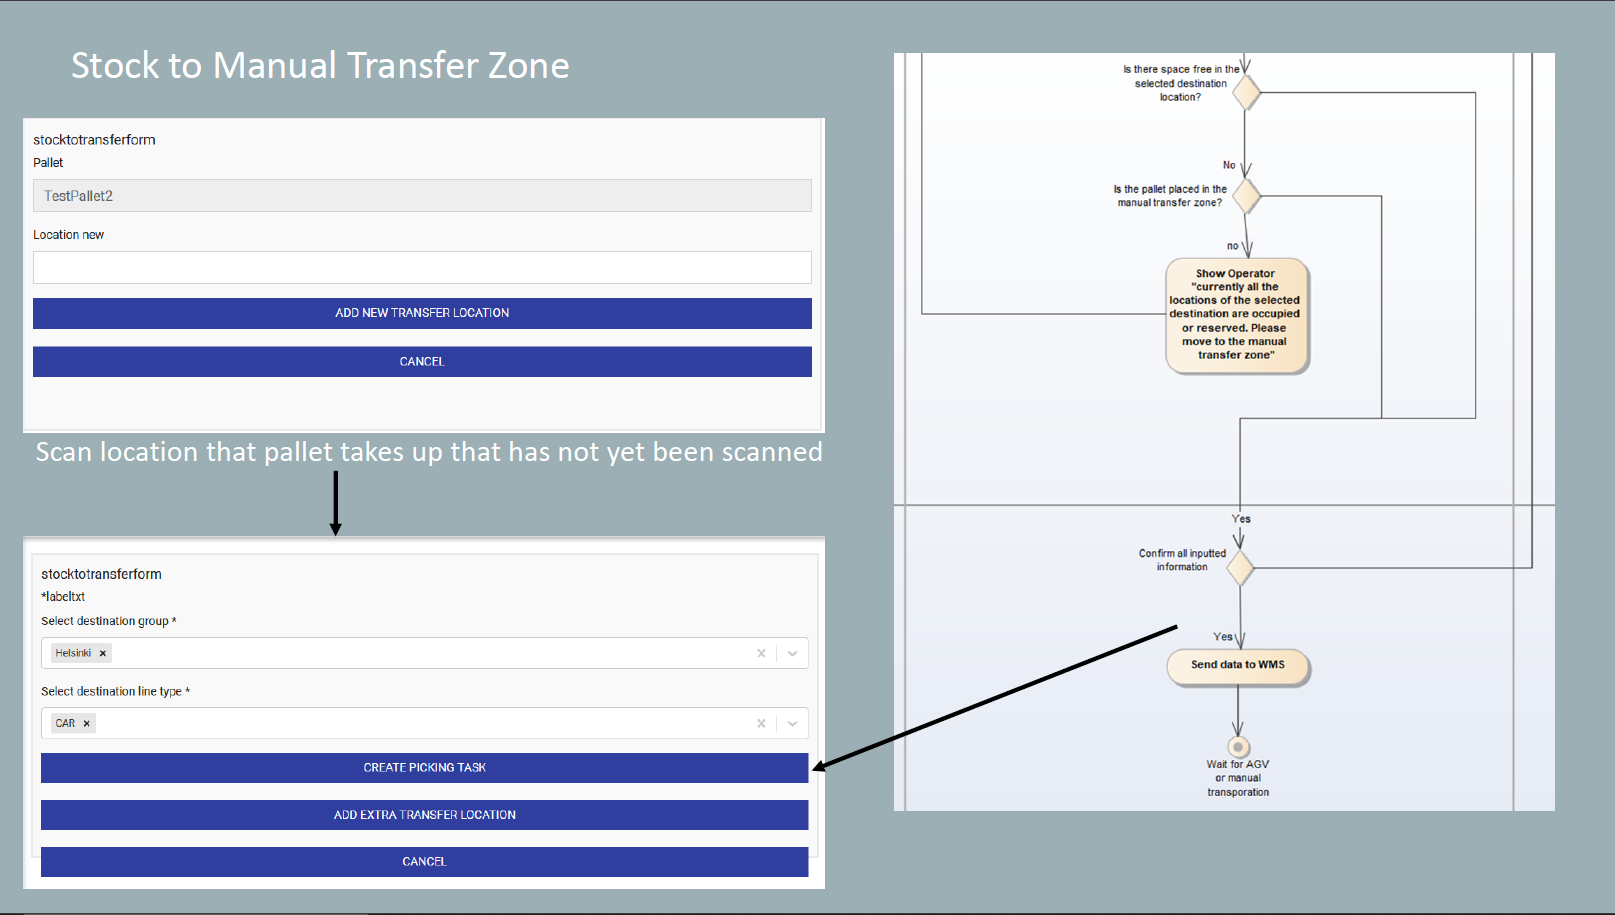 Stock to Manual Transfer Zone
stocktotransferform
Pallet
TestPallet2
Location new
ADD NEW TRANSFER LOCATION
CANCEL
Scan location that pallet takes up that has not yet been scanned
stocktotransferform
*labeltxt
Select destination group *
Helsinki ×
Select destination line type *
CAR ×
CREATE PICKING TASK
ADD EXTRA TRANSFER LOCATION
CANCEL
Is there space free in the
selected destination
location?
No
Is the pallet placed in the
manual transfer zone?
no
Show Operator
"currently all the
locations of the selected
destination are occupied
or reserved. Please
move to the manual
transfer zone"
Yes
Confirm all inputted
information
Yes
Send data to WMS
Wait for AGV
or manual
transporation